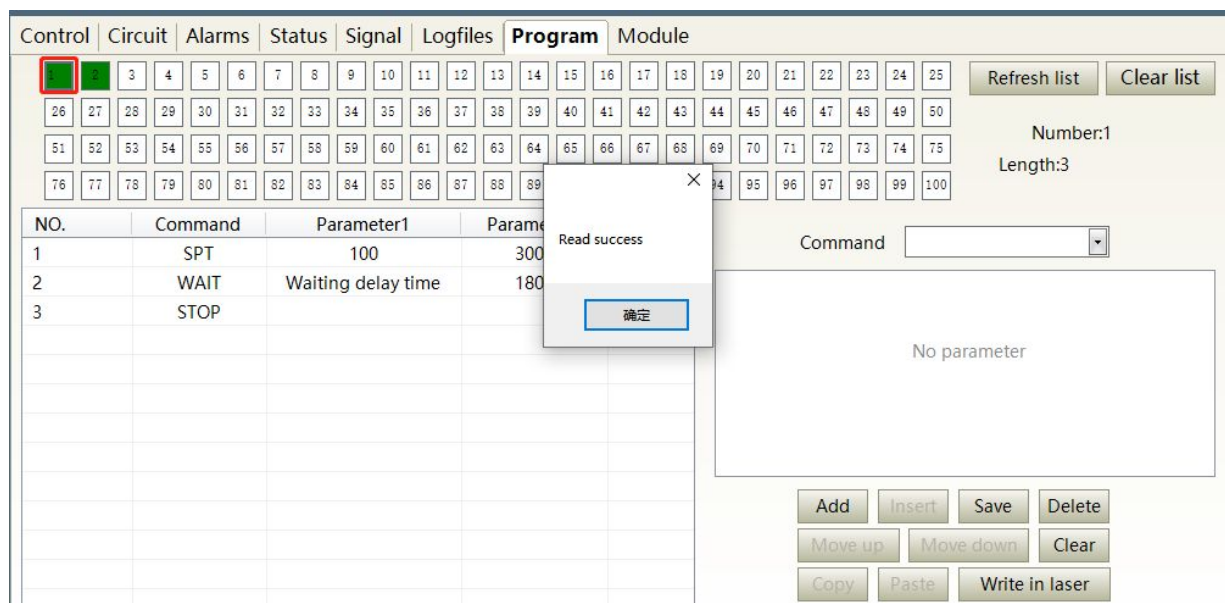 Control Circuit Alarms Status Signal Logfiles Program Module
1 2 3 4 5 6 7 8 9 10 11 12 13 14 15 16 17 18 19 20 21 22 23 24 25 Refresh list Clear list
26 27 28 29 30 31 32 33 34 35 36 37 38 39 40 41 42 43 44 45 46 47 48 49 50
Number:1
51 52 53 54 55 56 57 58 59 60 61 62 63 64 65 66 67 68 69 70 71 72 73 74 75
Length:3
76 77 78 79 80 81 82 83 84 85 86 87 88 89 94 95 96 97 98 99 100
NO. Command Parameter1 Parame
Read success
Command
1 SPT 100 300
2 WAIT Waiting delay time 180
3 STOP
确定
No parameter
Add Insert Save Delete
Move up Move down Clear
Copy Paste Write in laser